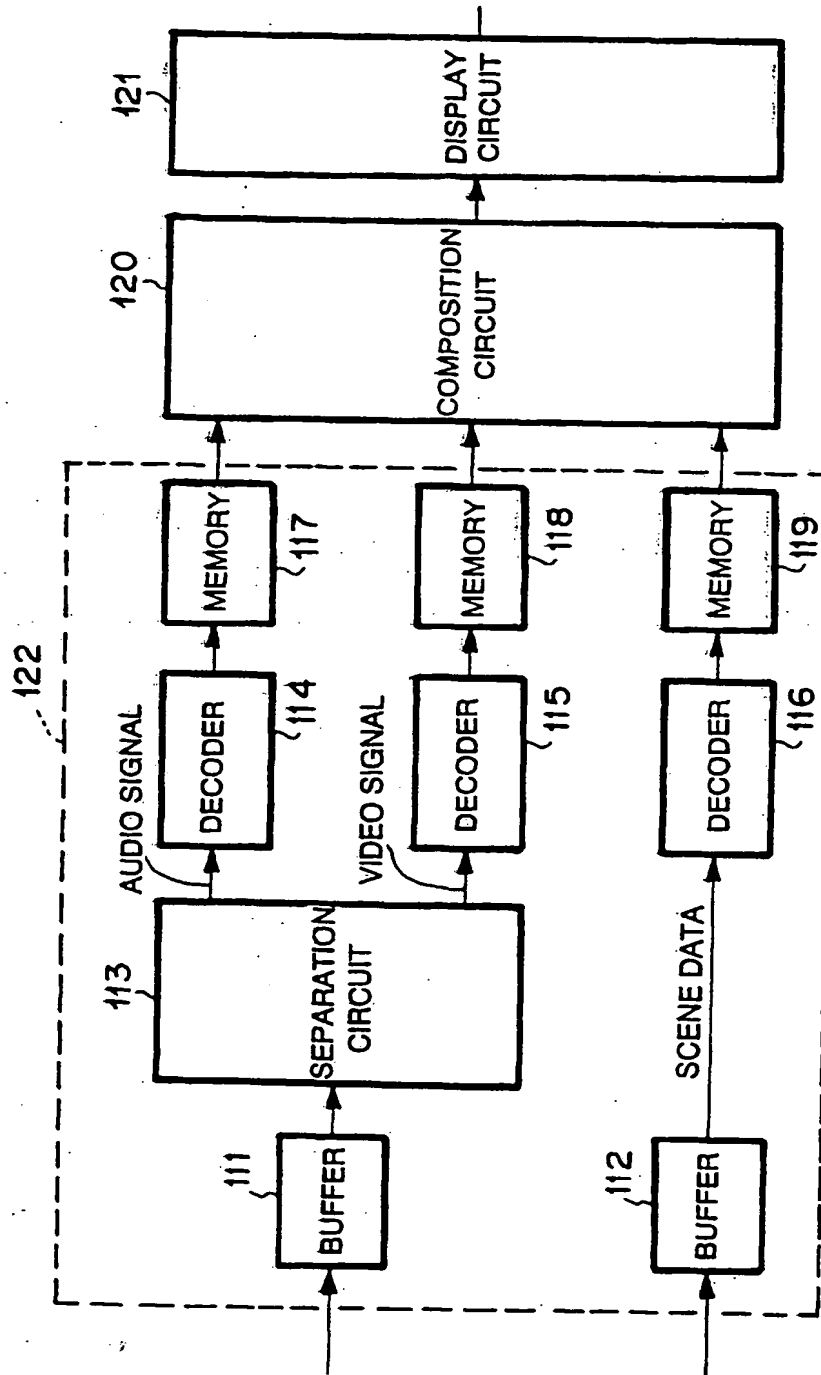 122
111
BUFFER
113
SEPARATION
CIRCUIT
AUDIO SIGNAL
DECODER
114
MEMORY
117
VIDEO SIGNAL
DECODER
115
MEMORY
118
112
BUFFER
SCENE DATA
DECODER
116
MEMORY
119
120
COMPOSITION
CIRCUIT
121
DISPLAY
CIRCUIT